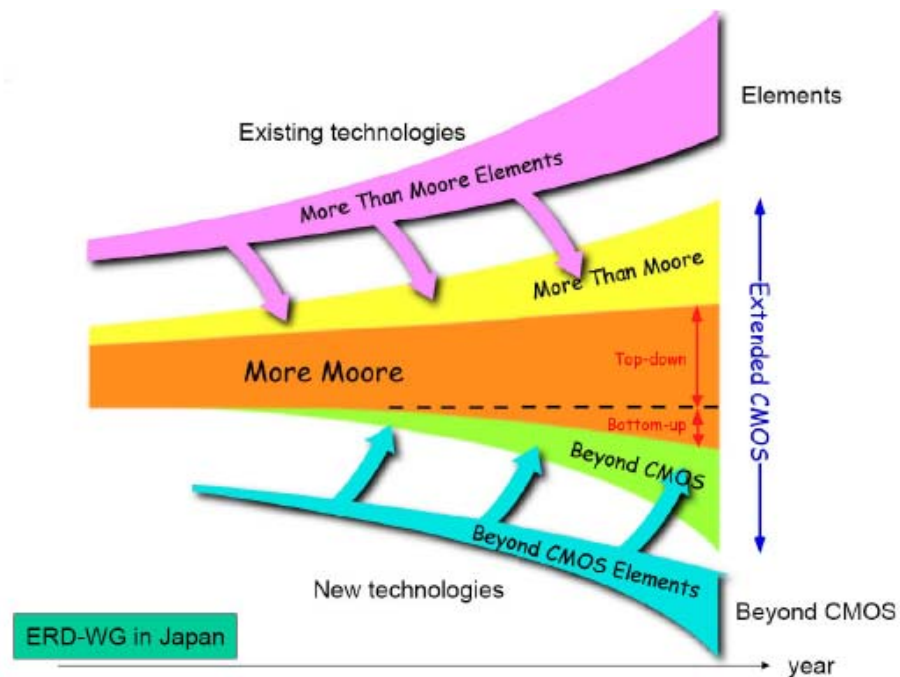 Elements
Existing technologies
More Than Moore Elements
More Than Moore
Extended CMOS
Top-down
More Moore
Bottom-up
Beyond CMOS
Beyond CMOS Elements
New technologies
Beyond CMOS
ERD-WG in Japan
year